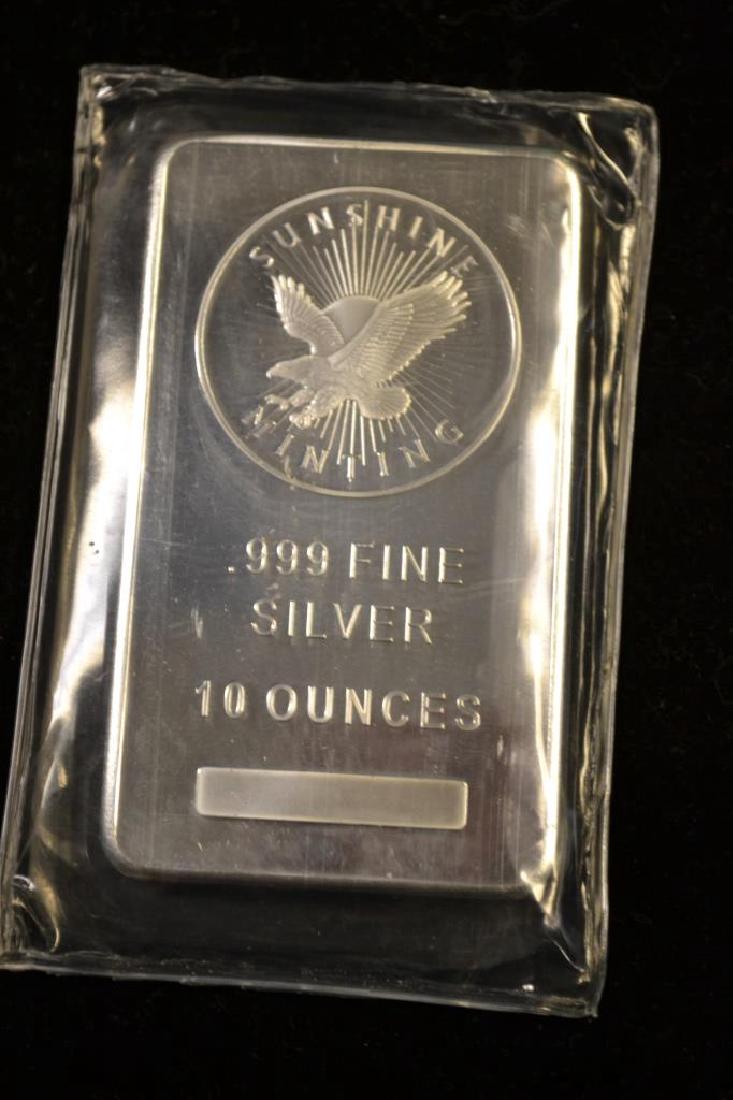 SUNSHINE
MINTING
.999 FINE
SILVER
10 OUNCES